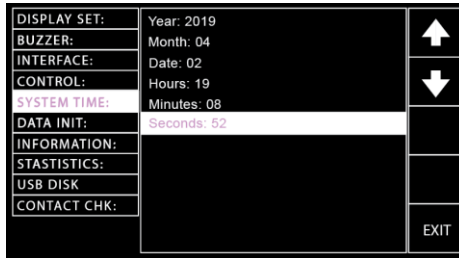 DISPLAY SET:
BUZZER:
INTERFACE:
CONTROL:
SYSTEM TIME:
DATA INIT:
INFORMATION:
STASTISTICS:
USB DISK
CONTACT CHK:
Year: 2019
Month: 04
Date: 02
Hours: 19
Minutes: 08
Seconds: 52
EXIT